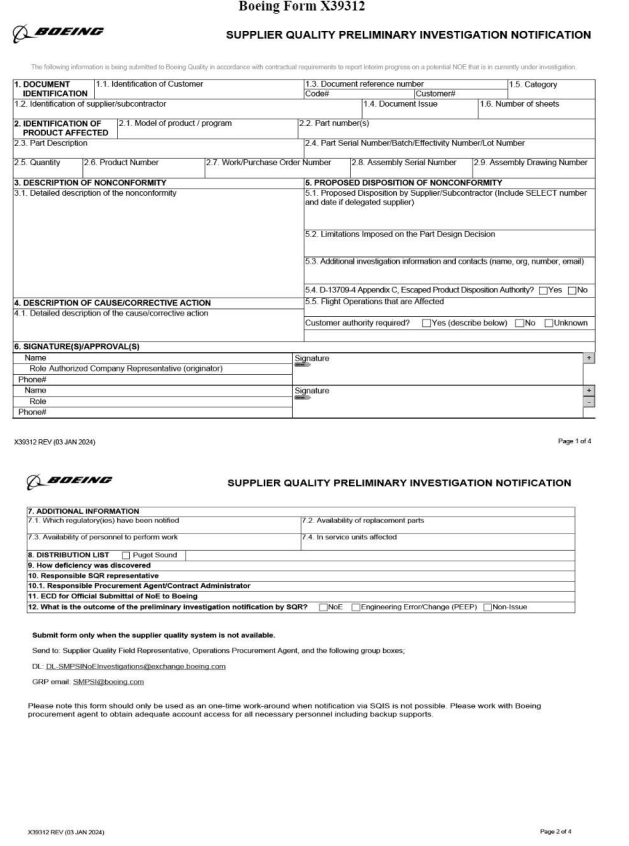 Boeing Form X39312
BOEING
SUPPLIER QUALITY PRELIMINARY INVESTIGATION NOTIFICATION
The following information is being submitted to Boeing Quality in accordance with contractual requirements to report interim progress on a potential NOE that is in currently under investigation.
1. DOCUMENT IDENTIFICATION
1.1. Identification of Customer
1.3. Document reference number
Code# Customer#
1.5. Category
1.2. Identification of supplier/subcontractor
1.4. Document Issue
1.6. Number of sheets
2. IDENTIFICATION OF PRODUCT AFFECTED
2.1. Model of product / program
2.2. Part number(s)
2.3. Part Description
2.4. Part Serial Number/Batch/Effectivity Number/Lot Number
2.5. Quantity
2.6. Product Number
2.7. Work/Purchase Order Number
2.8. Assembly Serial Number
2.9. Assembly Drawing Number
3. DESCRIPTION OF NONCONFORMITY
3.1. Detailed description of the nonconformity
5. PROPOSED DISPOSITION OF NONCONFORMITY
5.1. Proposed Disposition by Supplier/Subcontractor (Include SELECT number
and date if delegated supplier)
5.2. Limitations Imposed on the Part Design Decision
5.3. Additional investigation information and contacts (name, org, number, email)
5.4. D-13709-4 Appendix C, Escaped Product Disposition Authority? Yes No
4. DESCRIPTION OF CAUSE/CORRECTIVE ACTION
4.1. Detailed description of the cause/corrective action
5.5. Flight Operations that are Affected
Customer authority required? Yes (describe below) No Unknown
6. SIGNATURE(S)/APPROVAL(S)
Name
Signature
+
Role Authorized Company Representative (originator)
Phone#
Name
Signature
+
Role
-
Phone#
X39312 REV (03 JAN 2024)
Page 1 of 4
BOEING
SUPPLIER QUALITY PRELIMINARY INVESTIGATION NOTIFICATION
7. ADDITIONAL INFORMATION
7.1. Which regulatory(ies) have been notified
7.2. Availability of replacement parts
7.3. Availability of personnel to perform work
7.4. In service units affected
8. DISTRIBUTION LIST Puget Sound
9. How deficiency was discovered
10. Responsible SQR representative
10.1. Responsible Procurement Agent/Contract Administrator
11. ECD for Official Submittal of NoE to Boeing
12. What is the outcome of the preliminary investigation notification by SQR? NoE Engineering Error/Change (PEEP) Non-Issue
Submit form only when the supplier quality system is not available.
Send to: Supplier Quality Field Representative, Operations Procurement Agent, and the following group boxes;
DL: DL-SMPSINoEInvestigations@exchange.boeing.com
GRP email: SMPSI@boeing.com
Please note this form should only be used as an one-time work-around when notification via SQIS is not possible. Please work with Boeing
procurement agent to obtain adequate account access for all necessary personnel including backup supports.
X39312 REV (03 JAN 2024)
Page 2 of 4